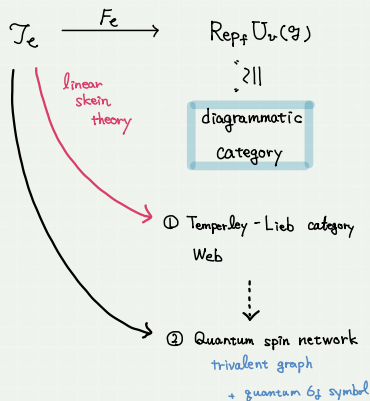 𝒯ₑ Fₑ Rep_f U_v(g)
≀||
linear
skein
theory
diagrammatic
category
① Temperley-Lieb category
Web
② Quantum spin network
trivalent graph
+ quantum 6j symbol